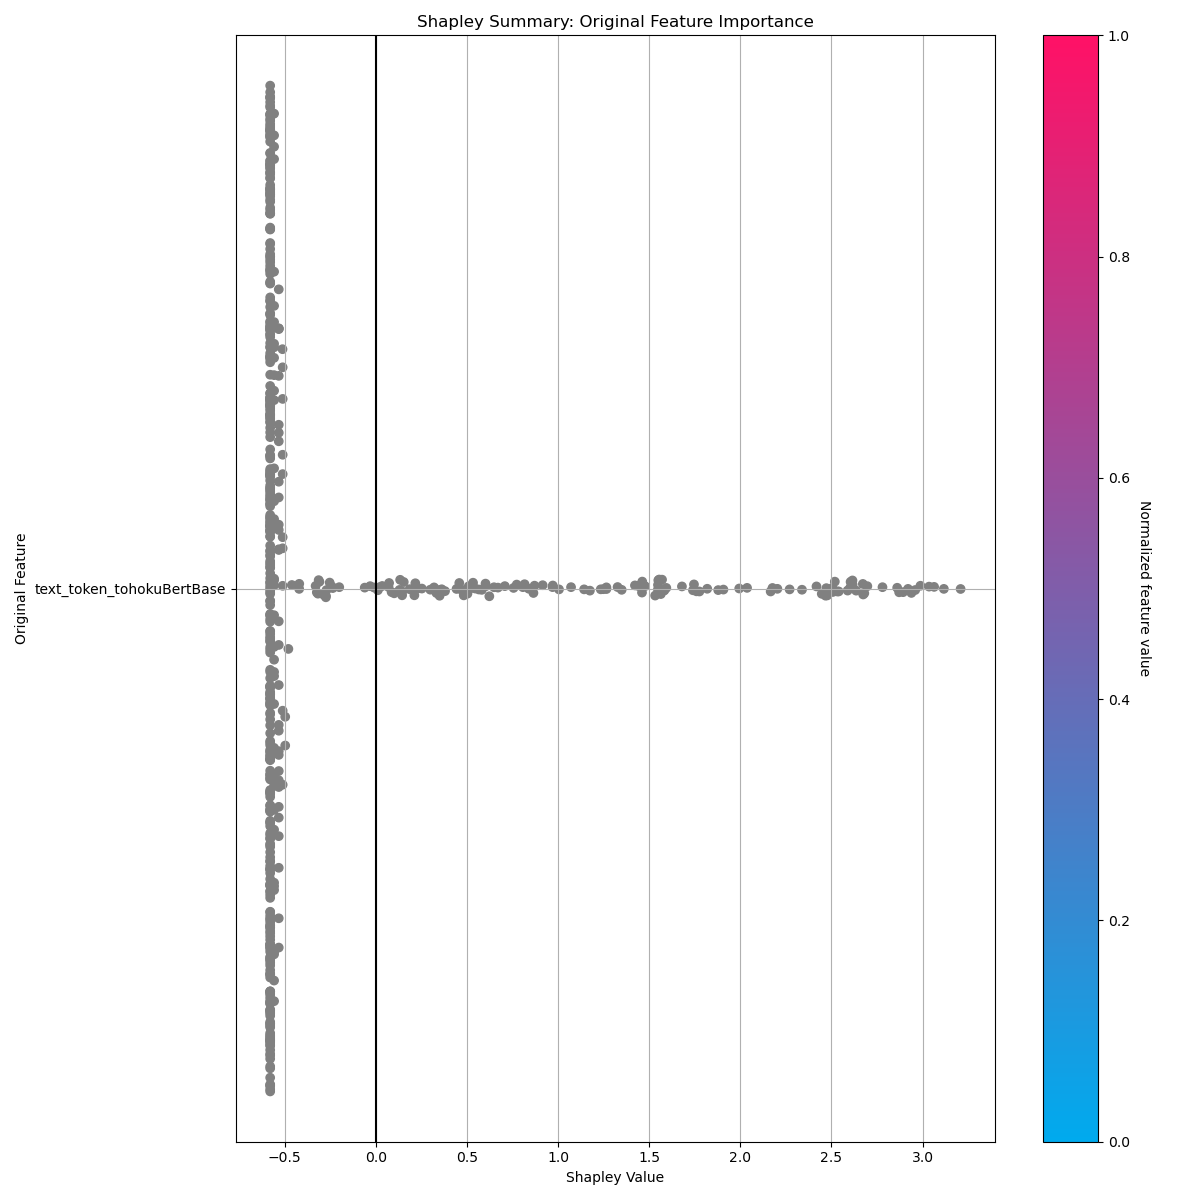 Shapley Summary: Original Feature Importance
Original Feature
text_token_tohokuBertBase
−0.5
0.0
0.5
1.0
1.5
2.0
2.5
3.0
Shapley Value
1.0
0.8
0.6
0.4
0.2
0.0
Normalized feature value